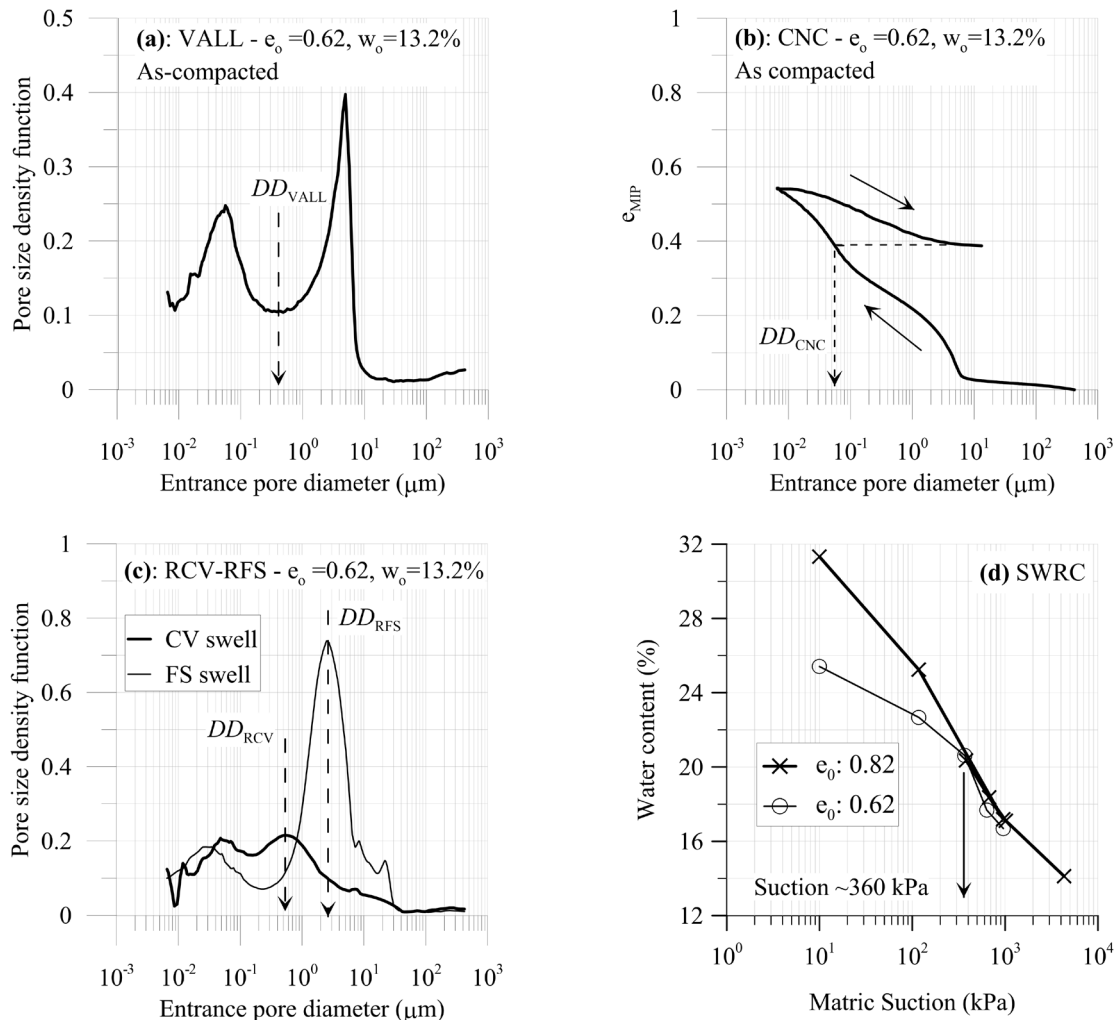 (a): VALL - eo =0.62, wo=13.2%
As-compacted
DDVALL
0.5
0.4
0.3
0.2
0.1
0
Pore size density function
10-3 10-2 10-1 100 101 102 103
Entrance pore diameter (μm)
(b): CNC - eo =0.62, wo=13.2%
As compacted
DDCNC
1
0.8
0.6
0.4
0.2
0
eMIP
10-3 10-2 10-1 100 101 102 103
Entrance pore diameter (μm)
(c): RCV-RFS - eo =0.62, wo=13.2%
CV swell
FS swell
DDRFS
DDRCV
1
0.8
0.6
0.4
0.2
0
Pore size density function
10-3 10-2 10-1 100 101 102 103
Entrance pore diameter (μm)
(d) SWRC
e0: 0.82
e0: 0.62
Suction ~360 kPa
32
28
24
20
16
12
Water content (%)
100 101 102 103 104
Matric Suction (kPa)